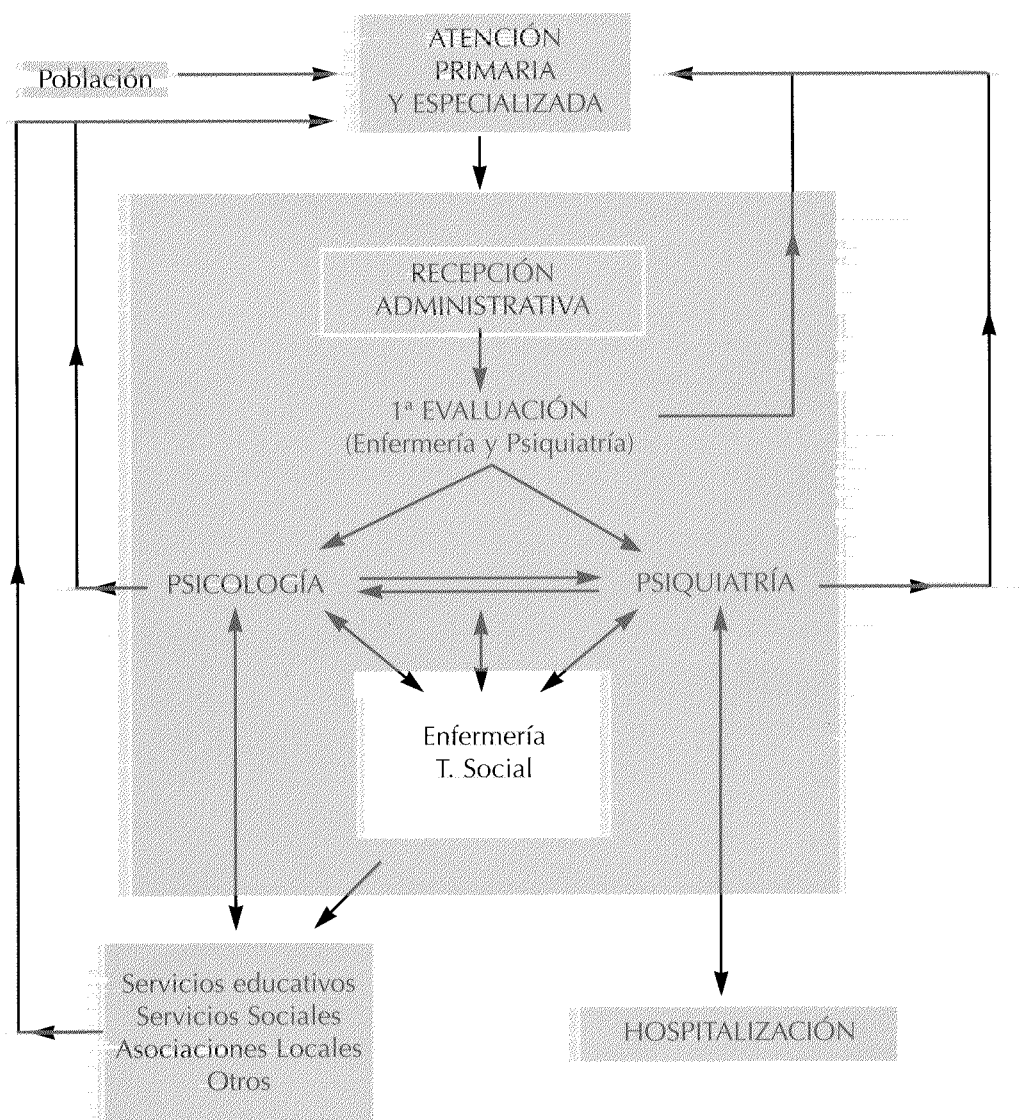 ATENCIÓN
PRIMARIA
Y ESPECIALIZADA
Población
RECEPCIÓN
ADMINISTRATIVA
1ª EVALUACIÓN
(Enfermería y Psiquiatría)
PSICOLOGÍA
PSIQUIATRÍA
Enfermería
T. Social
Servicios educativos
Servicios Sociales
Asociaciones Locales
Otros
HOSPITALIZACIÓN